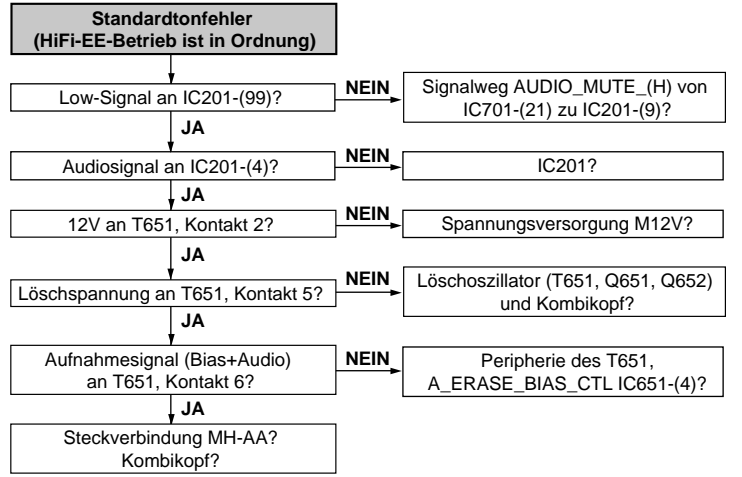 Standardtonfehler
(HiFi-EE-Betrieb ist in Ordnung)
Low-Signal an IC201-(99)?
NEIN
Signalweg AUDIO_MUTE_(H) von
IC701-(21) zu IC201-(9)?
JA
Audiosignal an IC201-(4)?
NEIN
IC201?
JA
12V an T651, Kontakt 2?
NEIN
Spannungsversorgung M12V?
JA
Löschspannung an T651, Kontakt 5?
NEIN
Löschoszillator (T651, Q651, Q652)
und Kombikopf?
JA
Aufnahmesignal (Bias+Audio)
an T651, Kontakt 6?
NEIN
Peripherie des T651,
A_ERASE_BIAS_CTL IC651-(4)?
JA
Steckverbindung MH-AA?
Kombikopf?